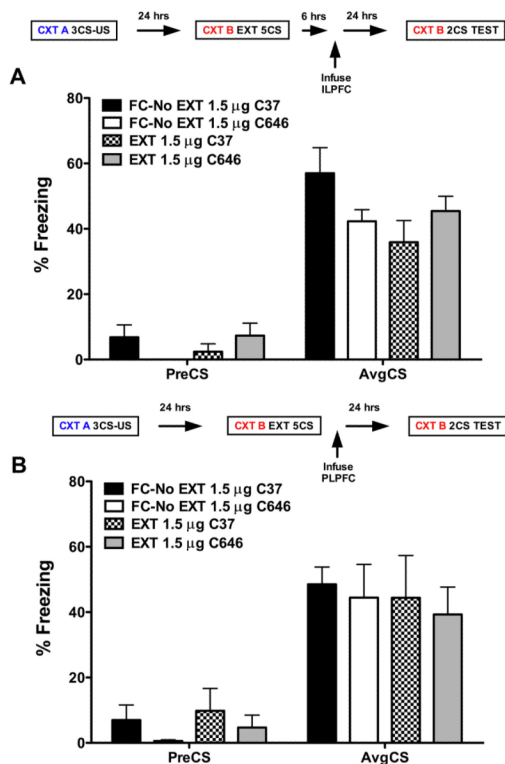 24 hrs 6 hrs 24 hrs
CXT A 3CS-US CXT B EXT 5CS CXT B 2CS TEST
Infuse
ILPFC
A
80
60
40
20
0
% Freezing
FC-No EXT 1.5 μg C37
FC-No EXT 1.5 μg C646
EXT 1.5 μg C37
EXT 1.5 μg C646
PreCS AvgCS
24 hrs 24 hrs
CXT A 3CS-US CXT B EXT 5CS CXT B 2CS TEST
Infuse
PLPFC
B
80
60
40
20
0
% Freezing
FC-No EXT 1.5 μg C37
FC-No EXT 1.5 μg C646
EXT 1.5 μg C37
EXT 1.5 μg C646
PreCS AvgCS